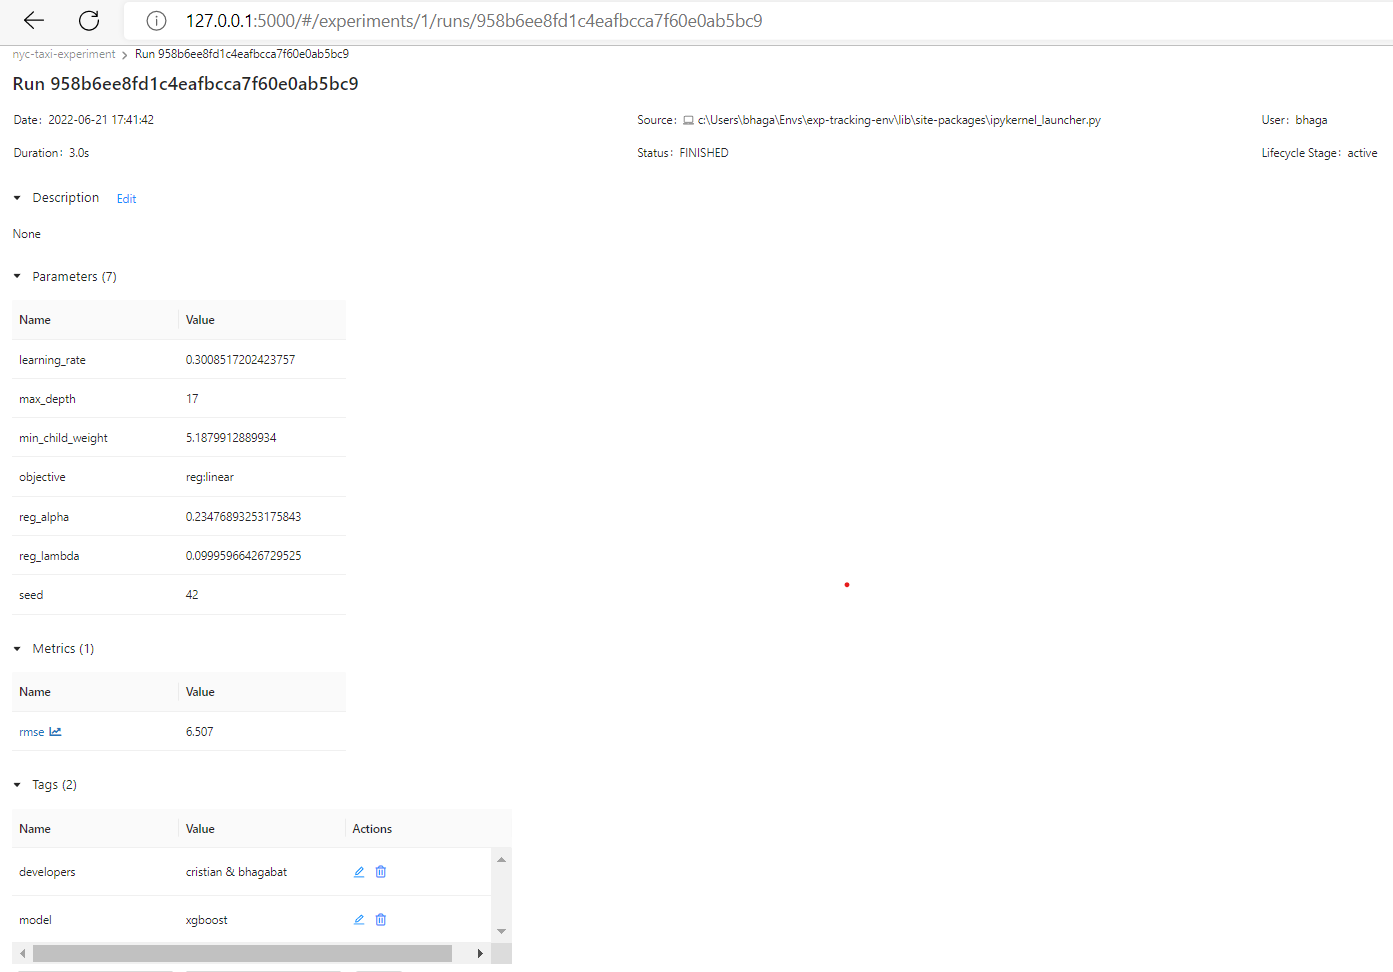 127.0.0.1:5000/#/experiments/1/runs/958b6ee8fd1c4eafbcca7f60e0ab5bc9
nyc-taxi-experiment > Run 958b6ee8fd1c4eafbcca7f60e0ab5bc9
Run 958b6ee8fd1c4eafbcca7f60e0ab5bc9
Date: 2022-06-21 17:41:42 Source: c:\Users\bhaga\Envs\exp-tracking-env\lib\site-packages\ipykernel_launcher.py User: bhaga
Duration: 3.0s Status: FINISHED Lifecycle Stage: active
Description Edit
None
Parameters (7)
Name Value
learning_rate 0.3008517202423757
max_depth 17
min_child_weight 5.1879912889934
objective reg:linear
reg_alpha 0.23476893253175843
reg_lambda 0.09995966426729525
seed 42
Metrics (1)
Name Value
rmse 6.507
Tags (2)
Name Value Actions
developers cristian & bhagabat
model xgboost